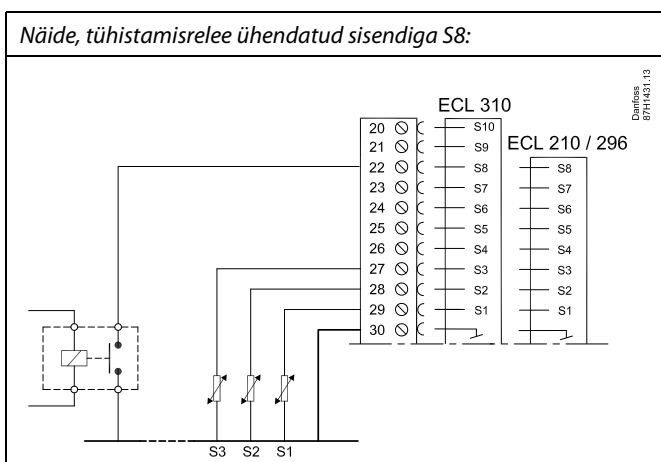 Näide, tühistamisrelee ühendatud sisendiga S8:
Danfoss
87H1431.13
ECL 310
ECL 210 / 296
20 S10
21 S9
22 S8 S8
23 S7 S7
24 S6 S6
25 S5 S5
26 S4 S4
27 S3 S3
28 S2 S2
29 S1 S1
30
S3 S2 S1